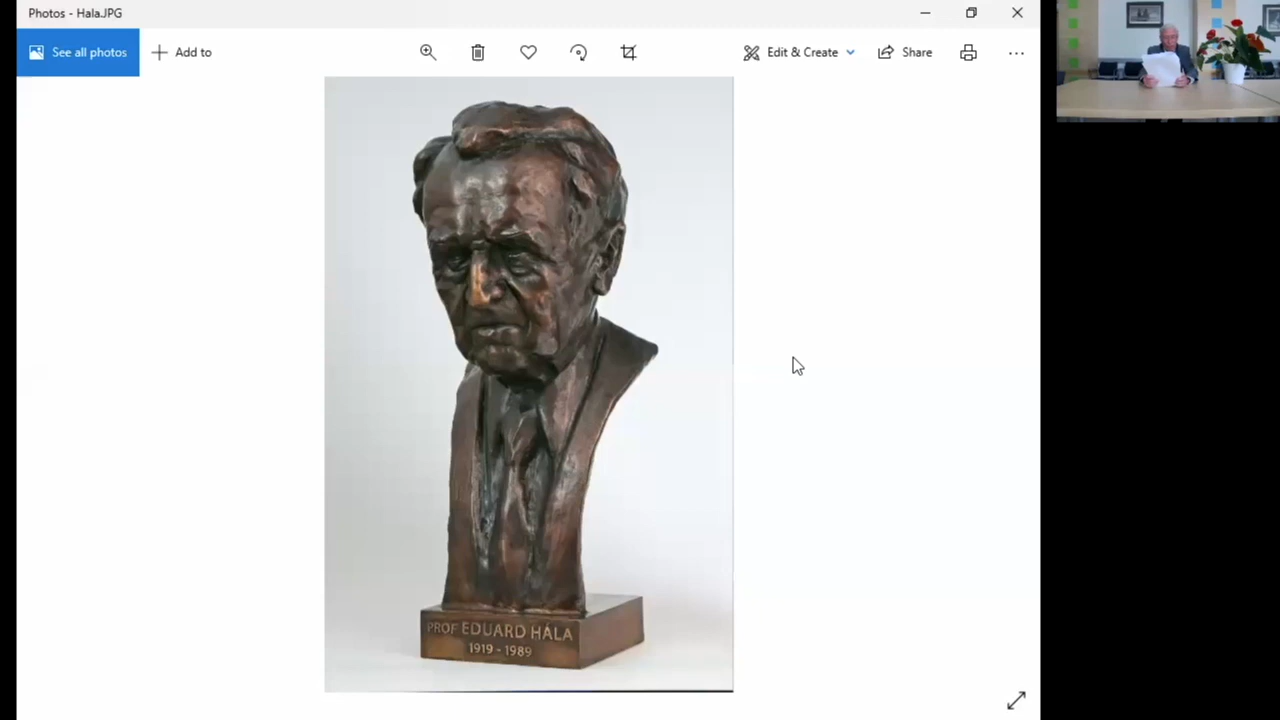 Photos - Hala.JPG
See all photos
Add to
Edit & Create
Share
PROF EDUARD HÁLA
1919 - 1989